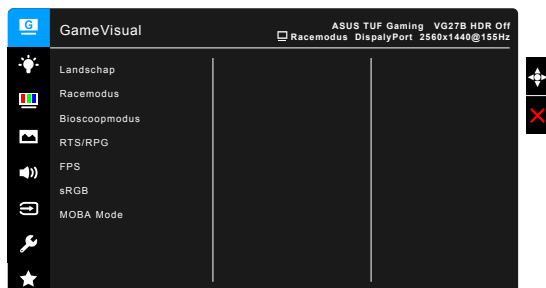 G
GameVisual
ASUS TUF Gaming VG27B HDR Off
Racemodus DispalyPort 2560x1440@155Hz
Landschap
Racemodus
Bioscoopmodus
RTS/RPG
FPS
sRGB
MOBA Mode